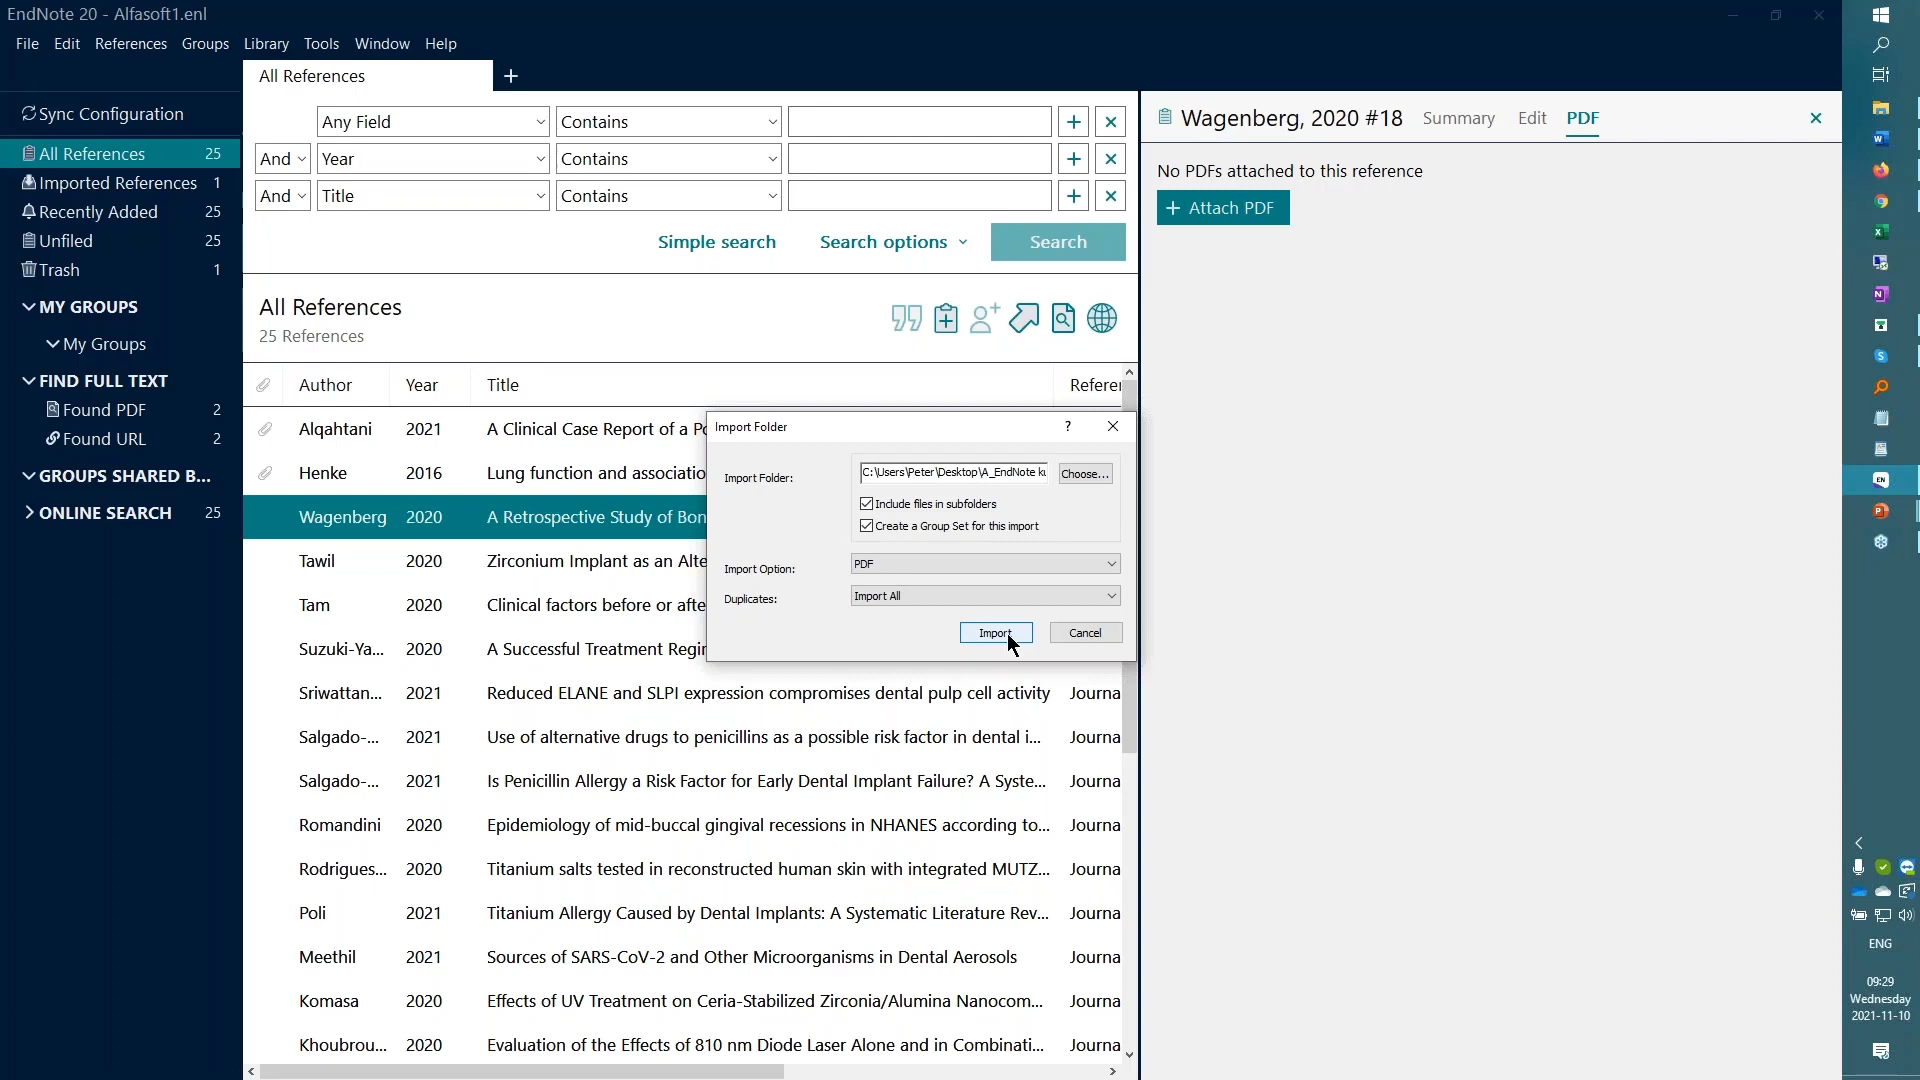 EndNote 20 - Alfasoft1.enl
File Edit References Groups Library Tools Window Help
All References
Sync Configuration
All References 25
Imported References 1
Recently Added 25
Unfiled 25
Trash 1
MY GROUPS
My Groups
FIND FULL TEXT
Found PDF 2
Found URL 2
GROUPS SHARED B...
ONLINE SEARCH 25
Any Field Contains
And Year Contains
And Title Contains
Simple search Search options Search
All References
25 References
Author Year Title Referer
Alqahtani 2021 A Clinical Case Report of a
Henke 2016 Lung function and associatio
Wagenberg 2020 A Retrospective Study of Bon
Tawil 2020 Zirconium Implant as an Alte
Tam 2020 Clinical factors before or afte
Suzuki-Ya... 2020 A Successful Treatment Regi
Sriwattan... 2021 Reduced ELANE and SLPI expression compromises dental pulp cell activity Journa
Salgado-... 2021 Use of alternative drugs to penicillins as a possible risk factor in dental i... Journa
Salgado-... 2021 Is Penicillin Allergy a Risk Factor for Early Dental Implant Failure? A Syste... Journa
Romandini 2020 Epidemiology of mid-buccal gingival recessions in NHANES according to... Journa
Rodrigues... 2020 Titanium salts tested in reconstructed human skin with integrated MUTZ... Journa
Poli 2021 Titanium Allergy Caused by Dental Implants: A Systematic Literature Rev... Journa
Meethil 2021 Sources of SARS-CoV-2 and Other Microorganisms in Dental Aerosols Journa
Komasa 2020 Effects of UV Treatment on Ceria-Stabilized Zirconia/Alumina Nanocom... Journa
Khoubrou... 2020 Evaluation of the Effects of 810 nm Diode Laser Alone and in Combinati... Journa
Import Folder ?
Import Folder: C:\Users\Peter\Desktop\A_EndNote Choose...
Include files in subfolders
Create a Group Set for this import
Import Option: PDF
Duplicates: Import All
Import Cancel
Wagenberg, 2020 #18 Summary Edit PDF
No PDFs attached to this reference
+ Attach PDF
EN
ENG
09:29
Wednesday
2021-11-10